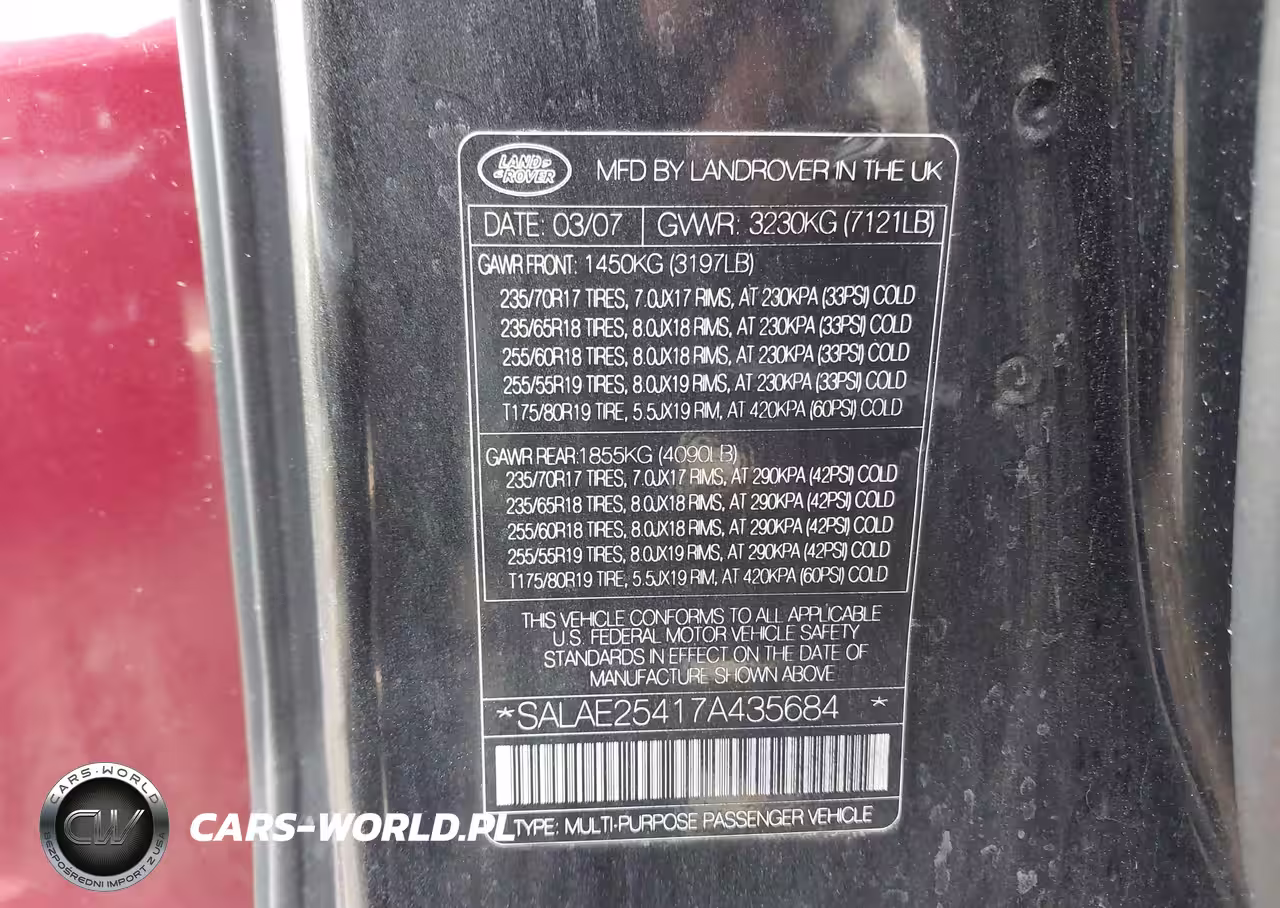 LAND ROVER MFD BY LANDROVER IN THE UK
DATE: 03/07 GVWR: 3230KG (7121LB)
GAWR FRONT: 1450KG (3197LB)
235/70R17 TIRES, 7.0JX17 RIMS, AT 230KPA (33PSI) COLD
235/65R18 TIRES, 8.0JX18 RIMS, AT 230KPA (33PSI) COLD
255/60R18 TIRES, 8.0JX18 RIMS, AT 230KPA (33PSI) COLD
255/55R19 TIRES, 8.0JX19 RIMS, AT 230KPA (33PSI) COLD
T175/80R19 TIRE, 5.5JX19 RIM, AT 420KPA (60PSI) COLD
GAWR REAR:1855KG (4090LB)
235/70R17 TIRES, 7.0JX17 RIMS, AT 290KPA (42PSI) COLD
235/65R18 TIRES, 8.0JX18 RIMS, AT 290KPA (42PSI) COLD
255/60R18 TIRES, 8.0JX18 RIMS, AT 290KPA (42PSI) COLD
255/55R19 TIRES, 8.0JX19 RIMS, AT 290KPA (42PSI) COLD
T175/80R19 TIRE, 5.5JX19 RIM, AT 420KPA (60PSI) COLD
THIS VEHICLE CONFORMS TO ALL APPLICABLE
U.S. FEDERAL MOTOR VEHICLE SAFETY
STANDARDS IN EFFECT ON THE DATE OF
MANUFACTURE SHOWN ABOVE
*SALAE25417A435684 *
TYPE: MULTI-PURPOSE PASSENGER VEHICLE
CARS-WORLD
CW
BEZPOŚREDNI IMPORT Z USA
CARS-WORLD.PL